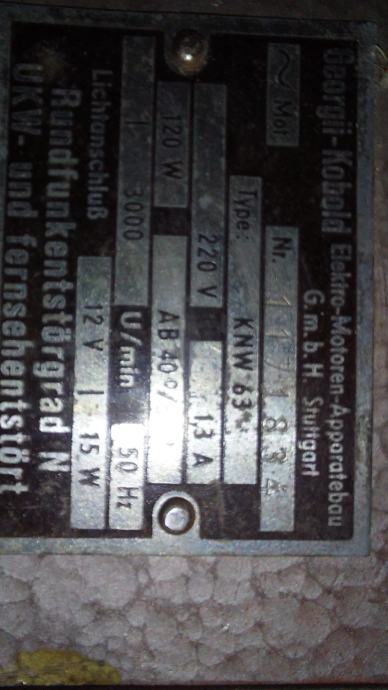 Georgii-Kobold Elektro-Motoren-Apparatebau
G.m.b.H. Stuttgart
~ Mot. Nr. 117183
Type: KNW 63
220 V 1,3 A
120 W AB 40%
1 3000 U/min 50 Hz
Lichtanschluß 12 V 15 W
Rundfunkentstörgrad N
UKW- und fernsehentstört